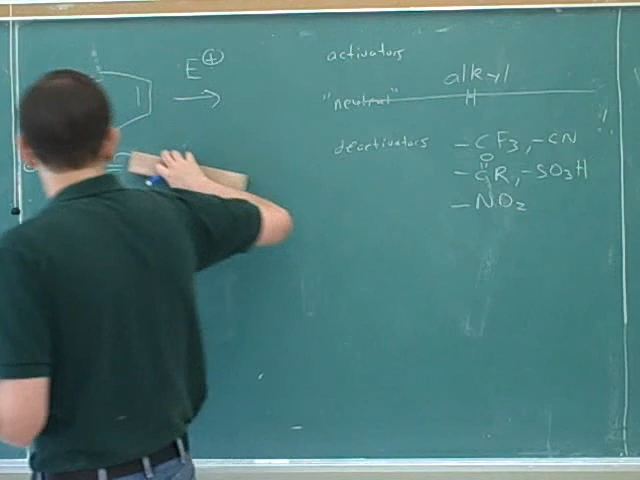 E⊕ →
activators
alkyl
"neutral" H
deactivators -CF3, -CN
O
-CR, -SO3H
-NO2